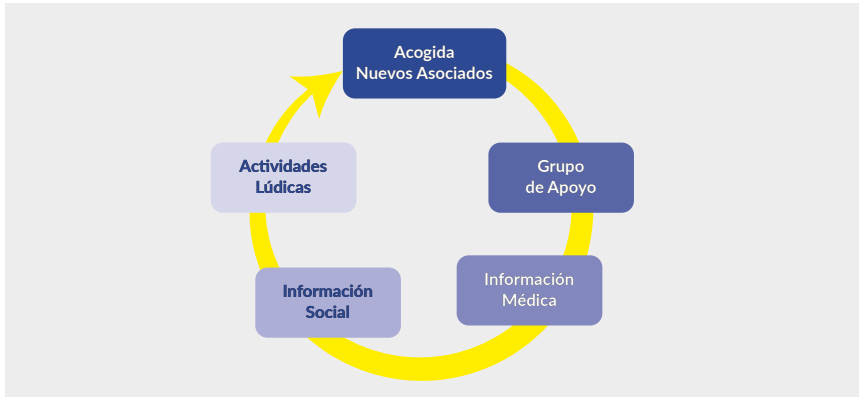 Acogida
Nuevos Asociados
Grupo
de Apoyo
Información
Médica
Información
Social
Actividades
Lúdicas